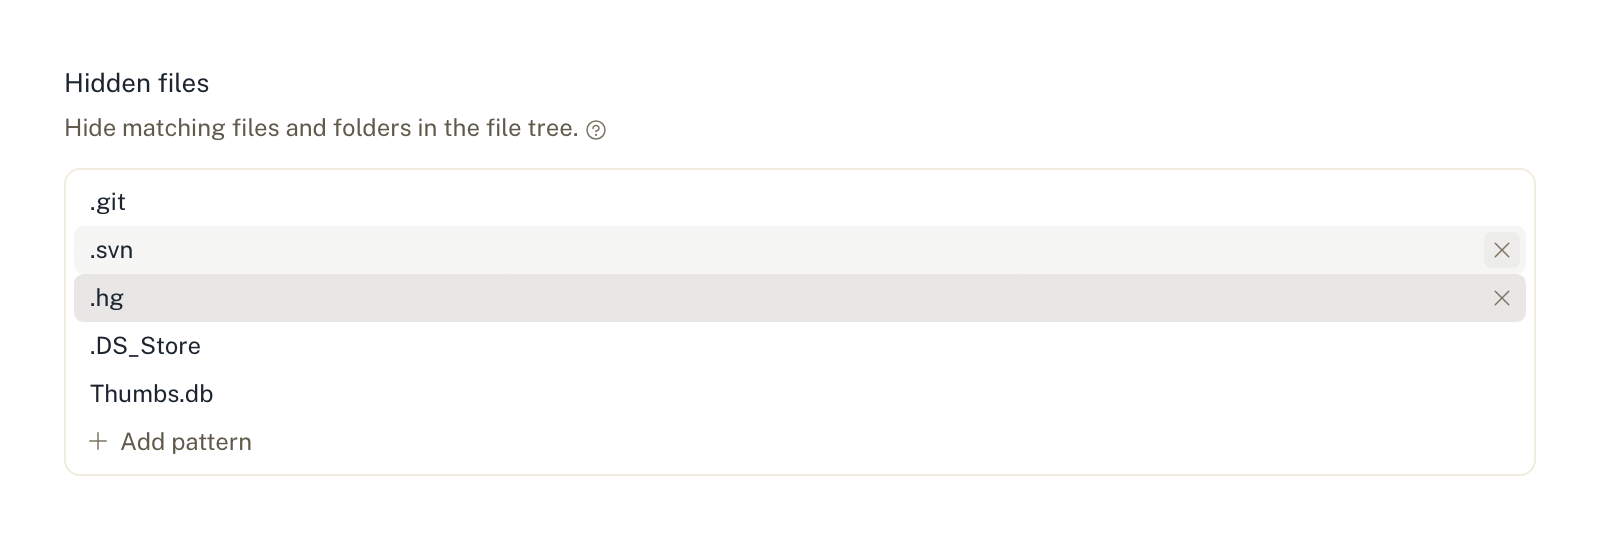 Hidden files
Hide matching files and folders in the file tree.
.git
.svn
.hg
.DS_Store
Thumbs.db
Add pattern